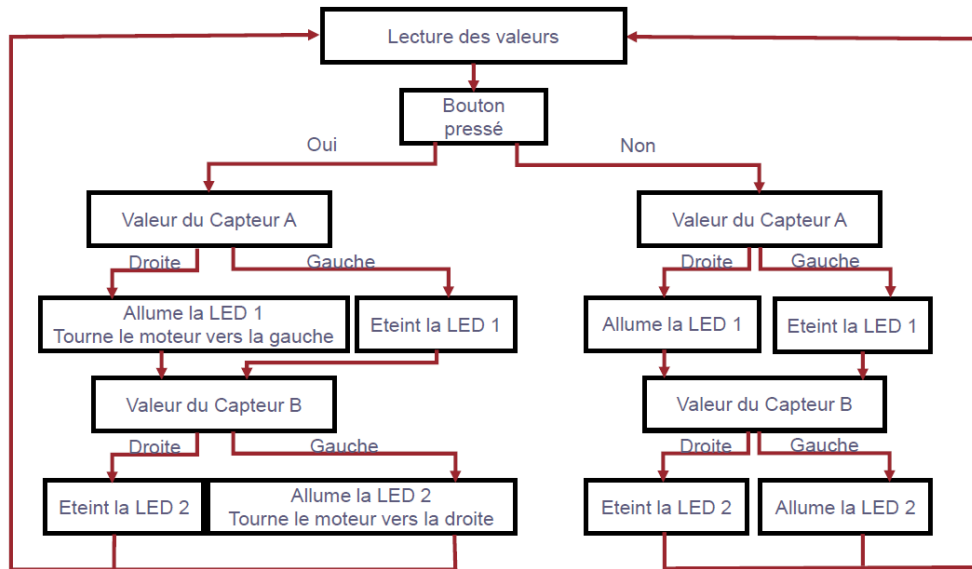 Lecture des valeurs
Bouton
pressé
Oui
Non
Valeur du Capteur A
Valeur du Capteur A
Droite
Gauche
Droite
Gauche
Allume la LED 1
Tourne le moteur vers la gauche
Eteint la LED 1
Allume la LED 1
Eteint la LED 1
Valeur du Capteur B
Valeur du Capteur B
Droite
Gauche
Droite
Gauche
Eteint la LED 2
Allume la LED 2
Tourne le moteur vers la droite
Eteint la LED 2
Allume la LED 2